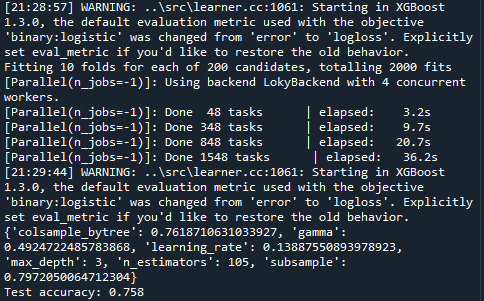 [21:28:57] WARNING: ..\src\learner.cc:1061: Starting in XGBoost
1.3.0, the default evaluation metric used with the objective
'binary:logistic' was changed from 'error' to 'logloss'. Explicitly
set eval_metric if you'd like to restore the old behavior.
Fitting 10 folds for each of 200 candidates, totalling 2000 fits
[Parallel(n_jobs=-1)]: Using backend LokyBackend with 4 concurrent
workers.
[Parallel(n_jobs=-1)]: Done  48 tasks      | elapsed:    3.2s
[Parallel(n_jobs=-1)]: Done 348 tasks      | elapsed:    9.7s
[Parallel(n_jobs=-1)]: Done 848 tasks      | elapsed:   20.7s
[Parallel(n_jobs=-1)]: Done 1548 tasks      | elapsed:   36.2s
[21:29:44] WARNING: ..\src\learner.cc:1061: Starting in XGBoost
1.3.0, the default evaluation metric used with the objective
'binary:logistic' was changed from 'error' to 'logloss'. Explicitly
set eval_metric if you'd like to restore the old behavior.
{'colsample_bytree': 0.7618710631033927, 'gamma':
0.4924722485783868, 'learning_rate': 0.13887550893978923,
'max_depth': 3, 'n_estimators': 105, 'subsample':
0.7972050064712304}
Test accuracy: 0.758